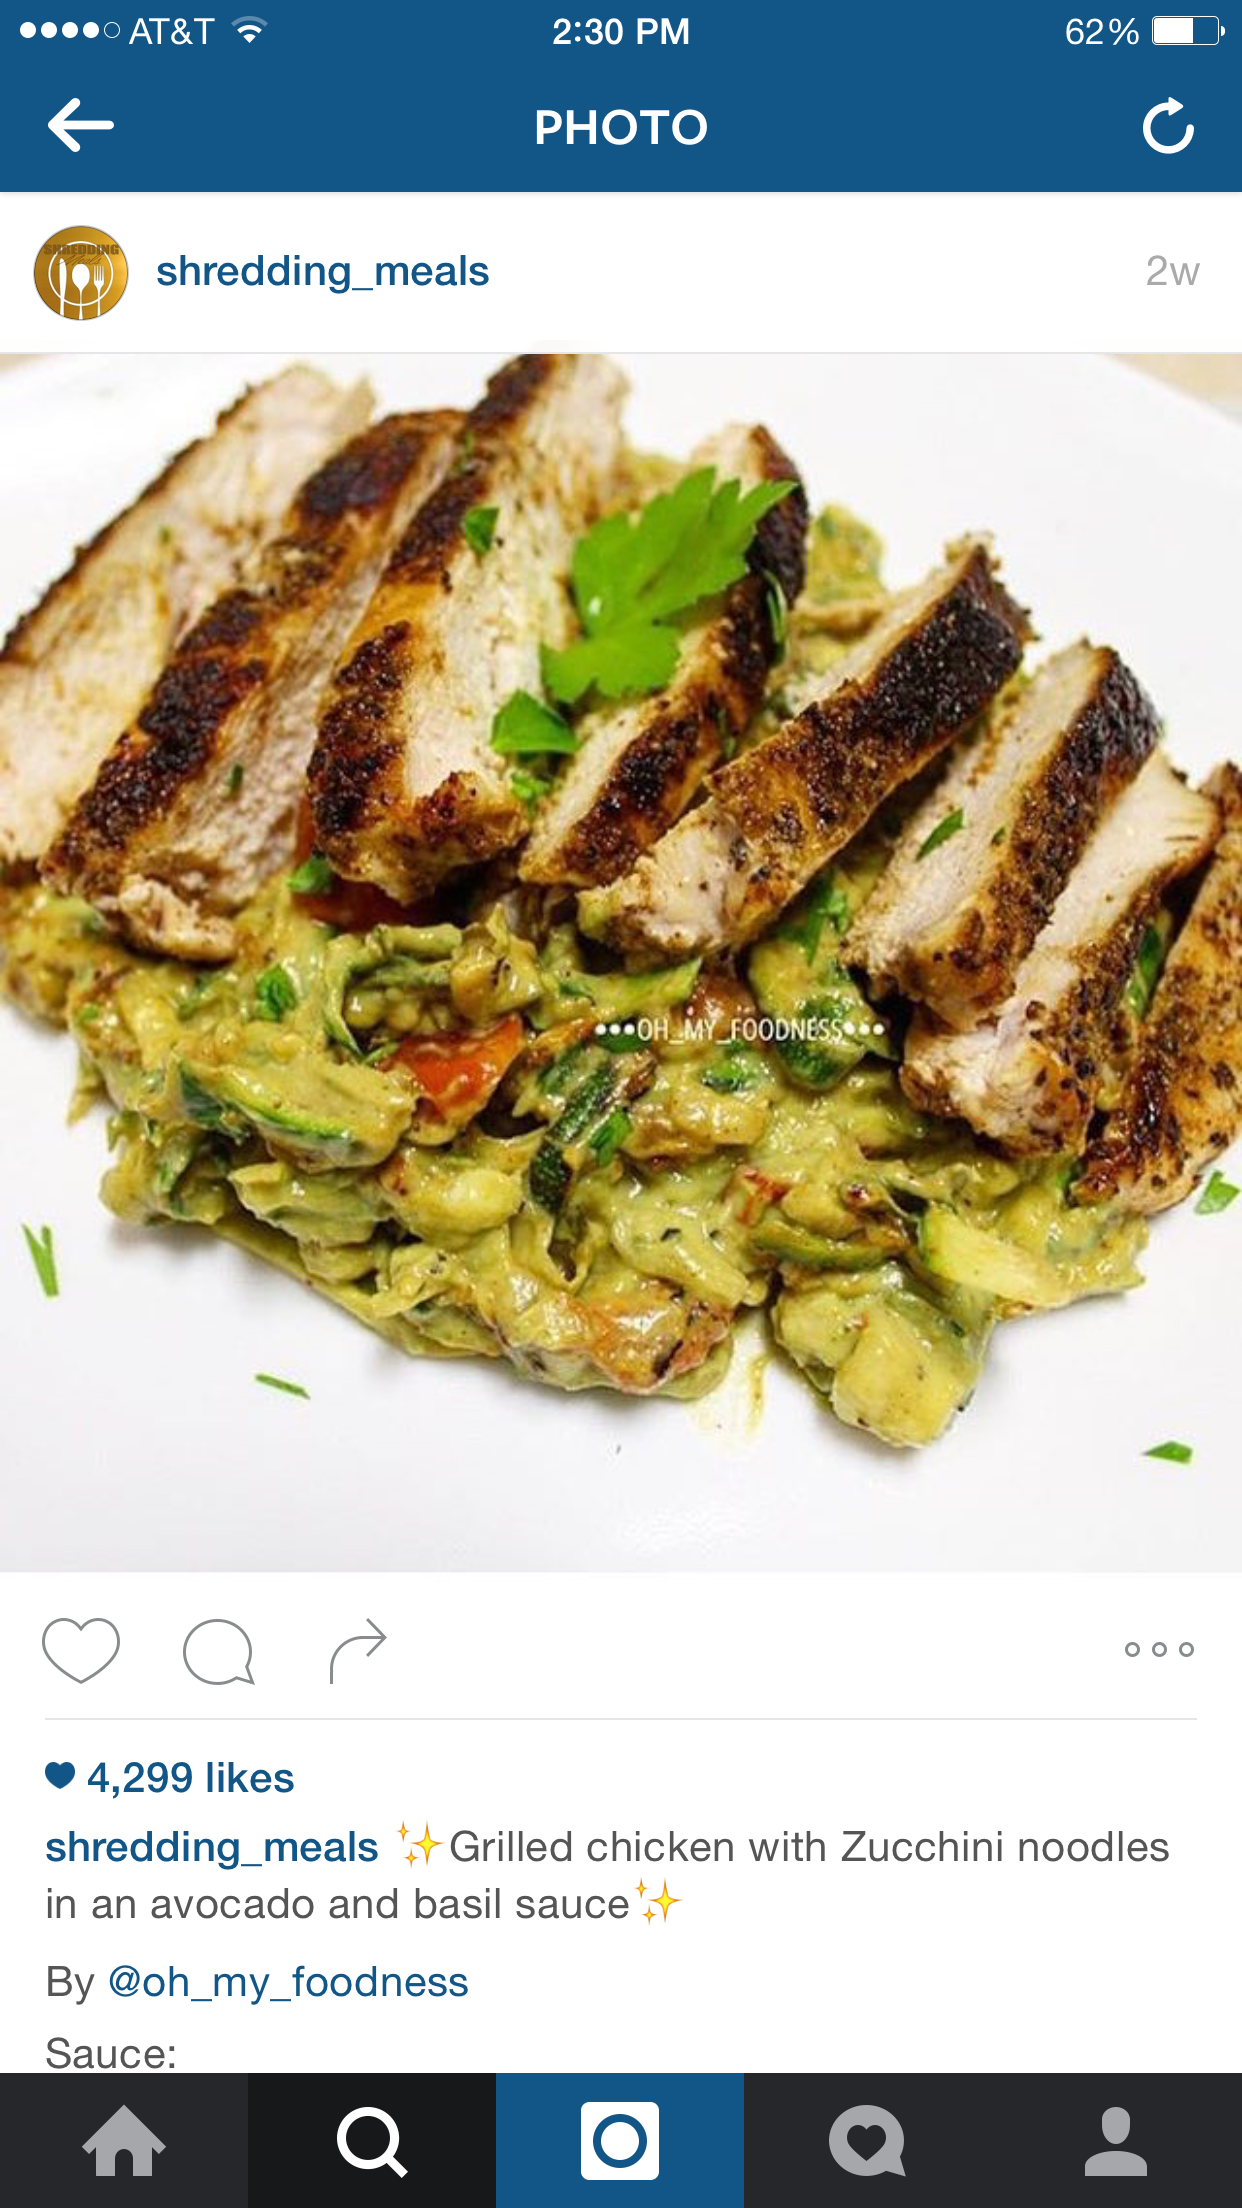 AT&T 2:30 PM 62%
PHOTO
SHREDDING
shredding_meals 2w
•••OH_MY_FOODNESS•••
4,299 likes
shredding_meals ✨Grilled chicken with Zucchini noodles
in an avocado and basil sauce✨
By @oh_my_foodness
Sauce: